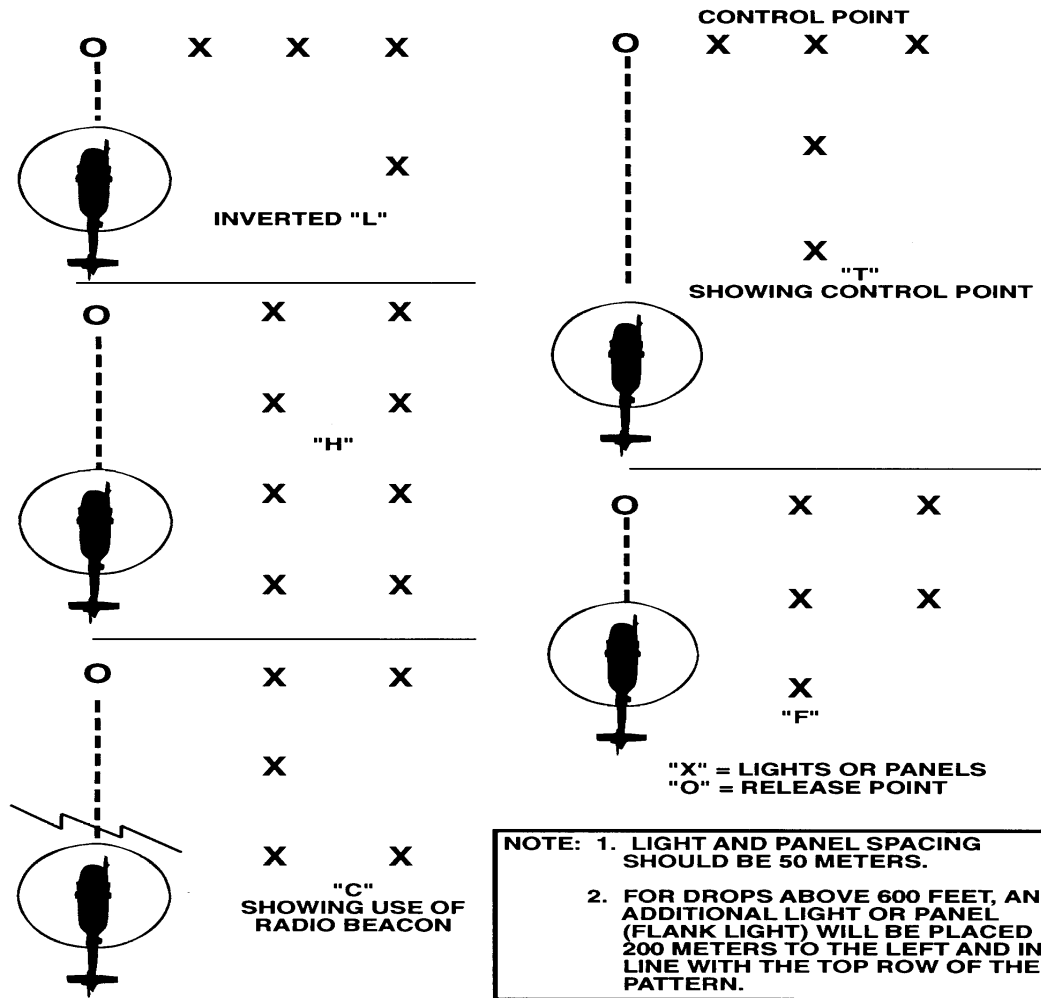 O X X X
X
INVERTED "L"
O X X
X X
"H"
X X
X X
O X X
X
X X
"C"
SHOWING USE OF
RADIO BEACON
CONTROL POINT
O X X X
X
X
"T"
SHOWING CONTROL POINT
O X X
X X
X
"F"
"X" = LIGHTS OR PANELS
"O" = RELEASE POINT
NOTE: 1. LIGHT AND PANEL SPACING
SHOULD BE 50 METERS.
2. FOR DROPS ABOVE 600 FEET, AN
ADDITIONAL LIGHT OR PANEL
(FLANK LIGHT) WILL BE PLACED
200 METERS TO THE LEFT AND IN
LINE WITH THE TOP ROW OF THE
PATTERN.